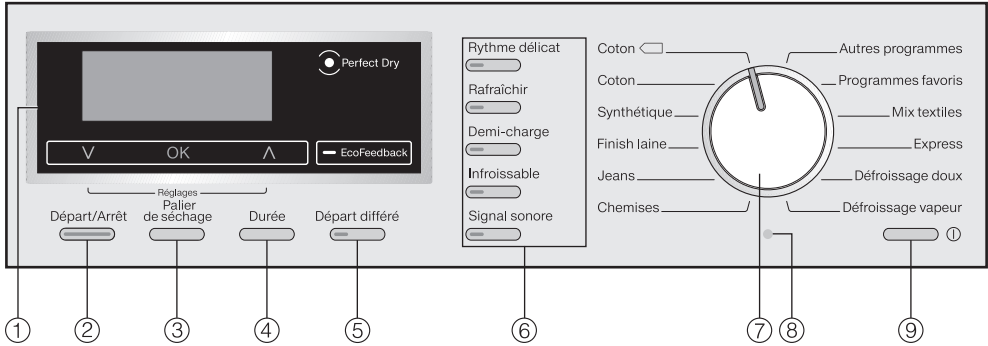 Perfect Dry
V OK Λ
EcoFeedback
Réglages
Départ/Arrêt
Palier
de séchage
Durée
Départ différé
Rythme délicat
Rafraîchir
Demi-charge
Infroissable
Signal sonore
Coton
Coton
Synthétique
Finish laine
Jeans
Chemises
Autres programmes
Programmes favoris
Mix textiles
Express
Défroissage doux
Défroissage vapeur
① ② ③ ④ ⑤ ⑥ ⑦ ⑧ ⑨